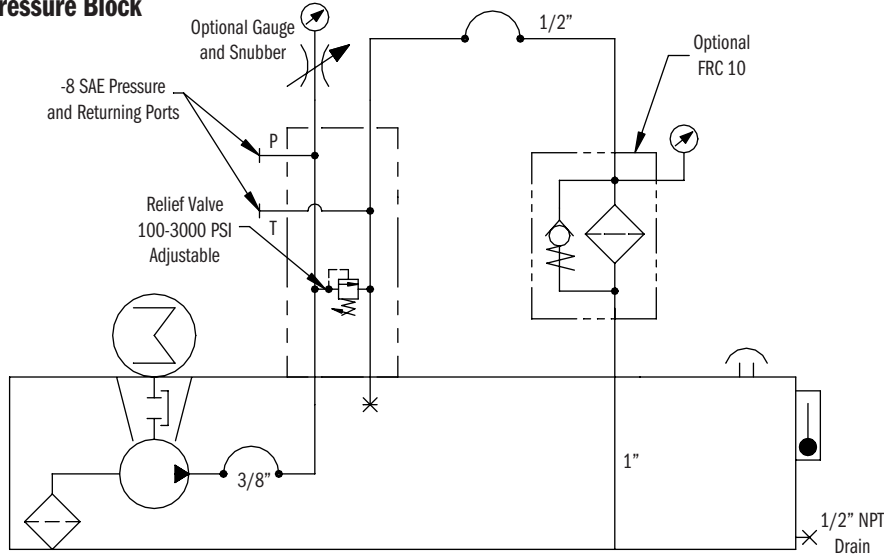 ressure Block
Optional Gauge
and Snubber
1/2”
Optional
FRC 10
-8 SAE Pressure
and Returning Ports
P
Relief Valve
100-3000 PSI
Adjustable
T
3/8”
1”
1/2” NPT
Drain